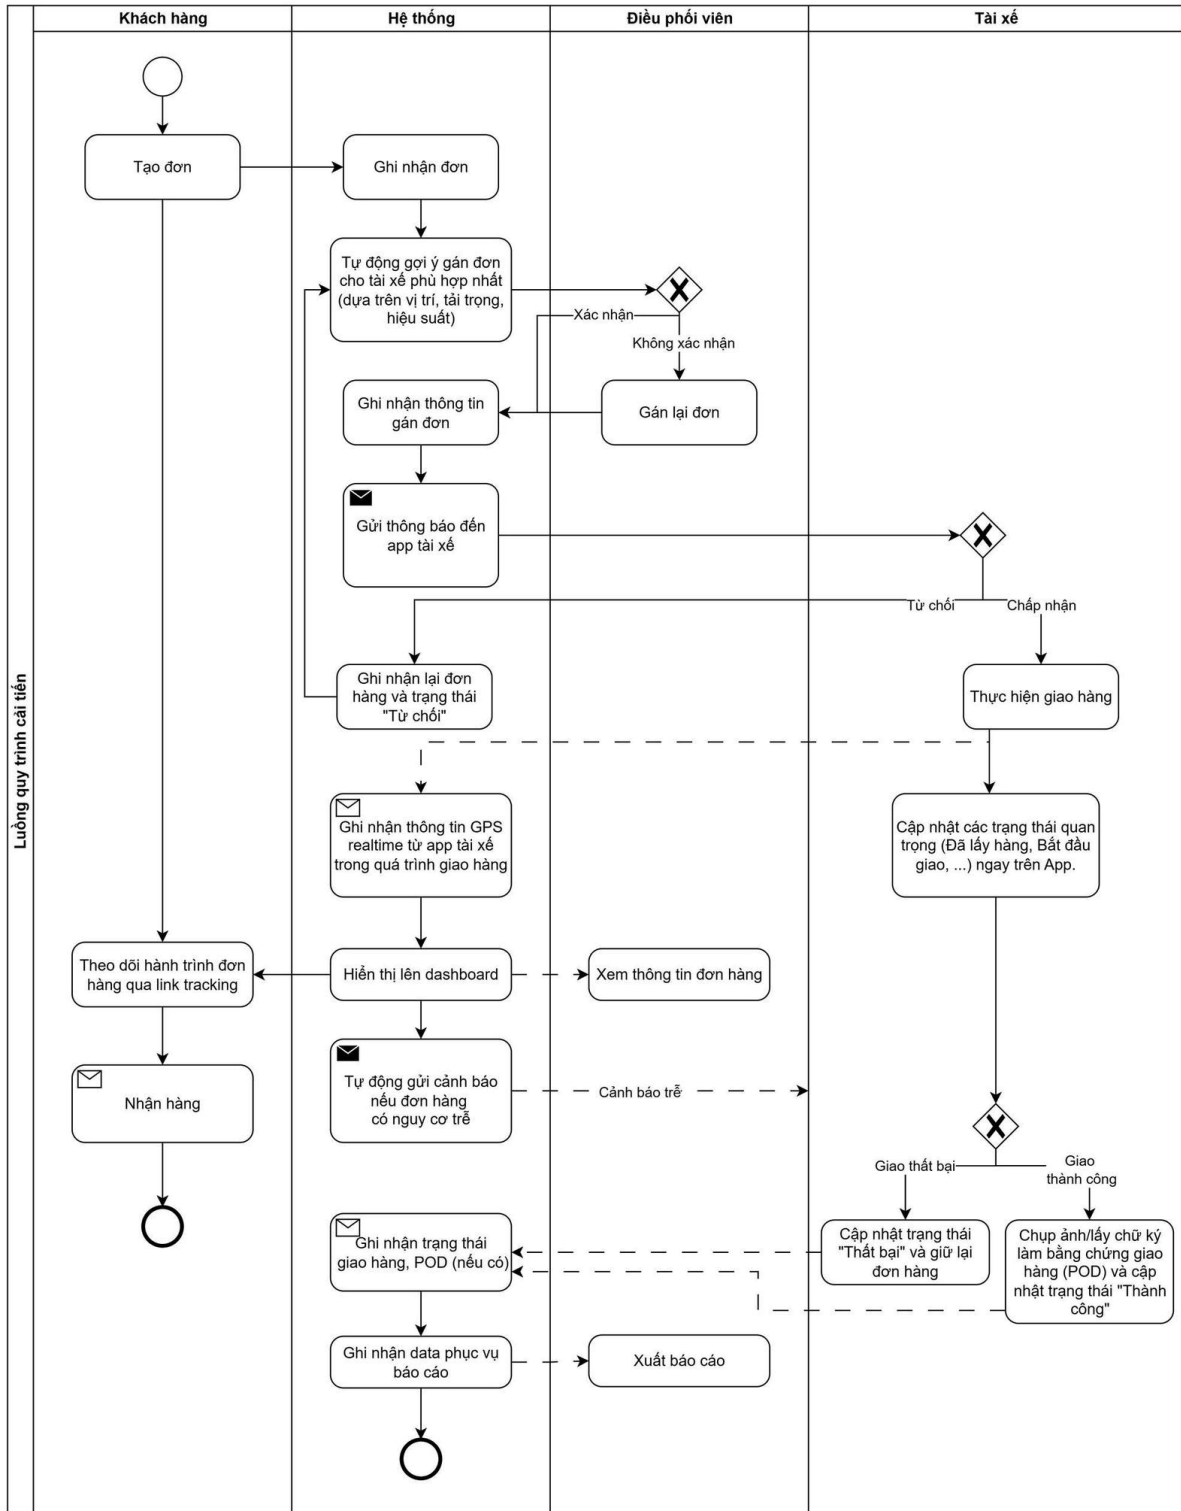 Khách hàng
Hệ thống
Điều phối viên
Tài xế
Luồng quy trình cải tiến
Tạo đơn
Ghi nhận đơn
Tự động gợi ý gán đơn
cho tài xế phù hợp nhất
(dựa trên vị trí, tải trọng,
hiệu suất)
Xác nhận
Không xác nhận
Ghi nhận thông tin
gán đơn
Gán lại đơn
Gửi thông báo đến
app tài xế
Từ chối
Chấp nhận
Ghi nhận lại đơn
hàng và trạng thái
"Từ chối"
Thực hiện giao hàng
Ghi nhận thông tin GPS
realtime từ app tài xế
trong quá trình giao hàng
Cập nhật các trạng thái quan
trọng (Đã lấy hàng, Bắt đầu
giao, ...) ngay trên App.
Theo dõi hành trình đơn
hàng qua link tracking
Hiển thị lên dashboard
Xem thông tin đơn hàng
Nhận hàng
Tự động gửi cảnh báo
nếu đơn hàng
có nguy cơ trễ
Cảnh báo trễ
Giao thất bại
Giao
thành công
Ghi nhận trạng thái
giao hàng, POD (nếu có)
Cập nhật trạng thái
"Thất bại" và giữ lại
đơn hàng
Chụp ảnh/lấy chữ ký
làm bằng chứng giao
hàng (POD) và cập
nhật trạng thái "Thành
công"
Ghi nhận data phục vụ
báo cáo
Xuất báo cáo